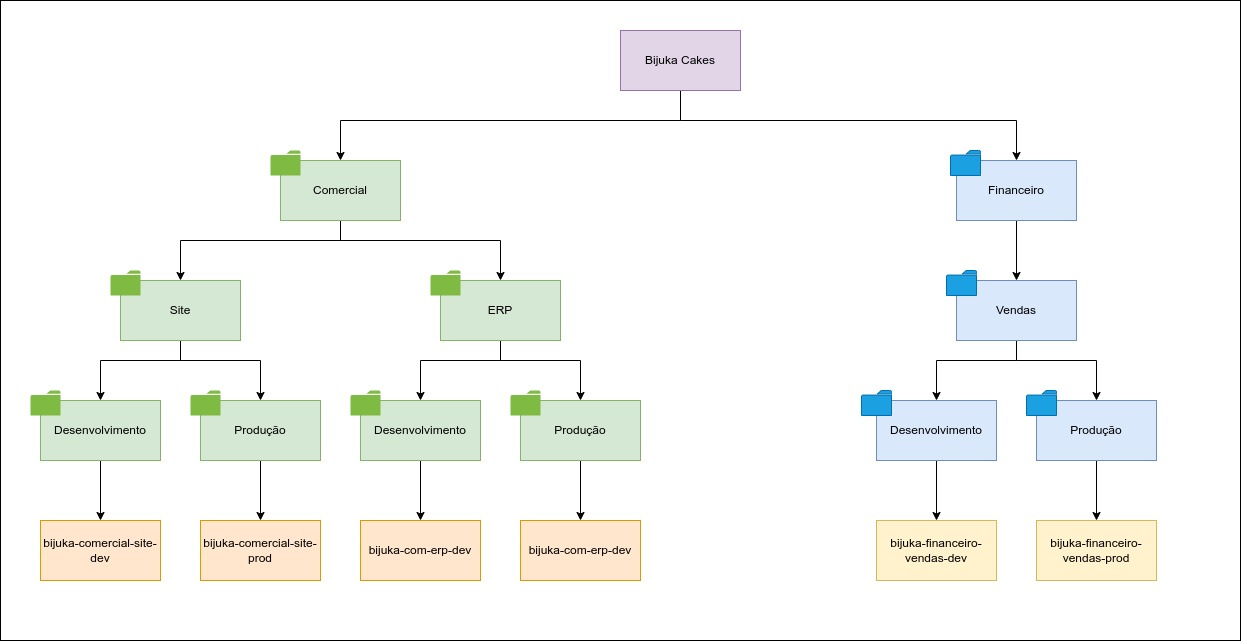 Bijuka Cakes
Comercial
Financeiro
Site
ERP
Vendas
Desenvolvimento
Produção
Desenvolvimento
Produção
Desenvolvimento
Produção
bijuka-comercial-site-
dev
bijuka-comercial-site-
prod
bijuka-com-erp-dev
bijuka-com-erp-dev
bijuka-financeiro-
vendas-dev
bijuka-financeiro-
vendas-prod